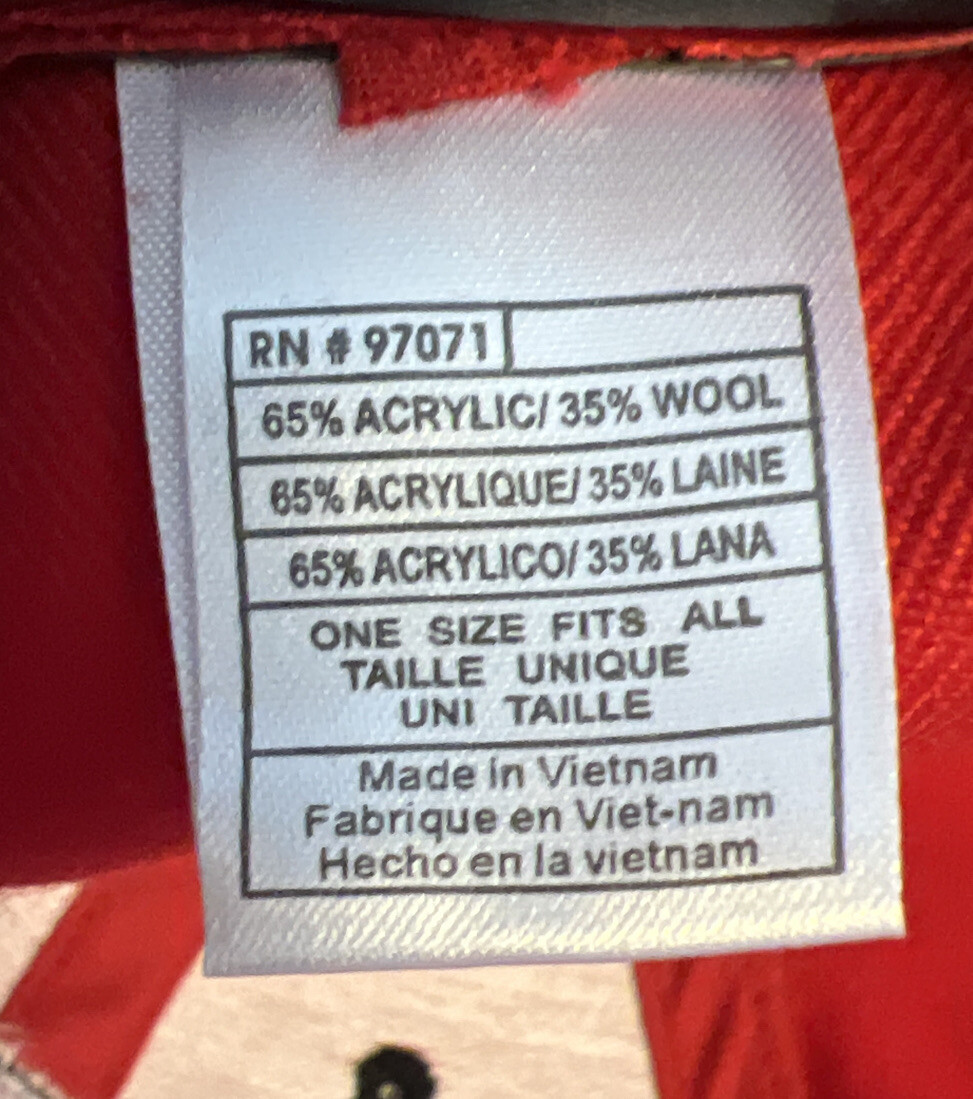 RN # 97071
65% ACRYLIC/ 35% WOOL
65% ACRYLIQUE/ 35% LAINE
65% ACRYLICO/ 35% LANA
ONE SIZE FITS ALL
TAILLE UNIQUE
UNI TAILLE
Made in Vietnam
Fabrique en Viet-nam
Hecho en la vietnam